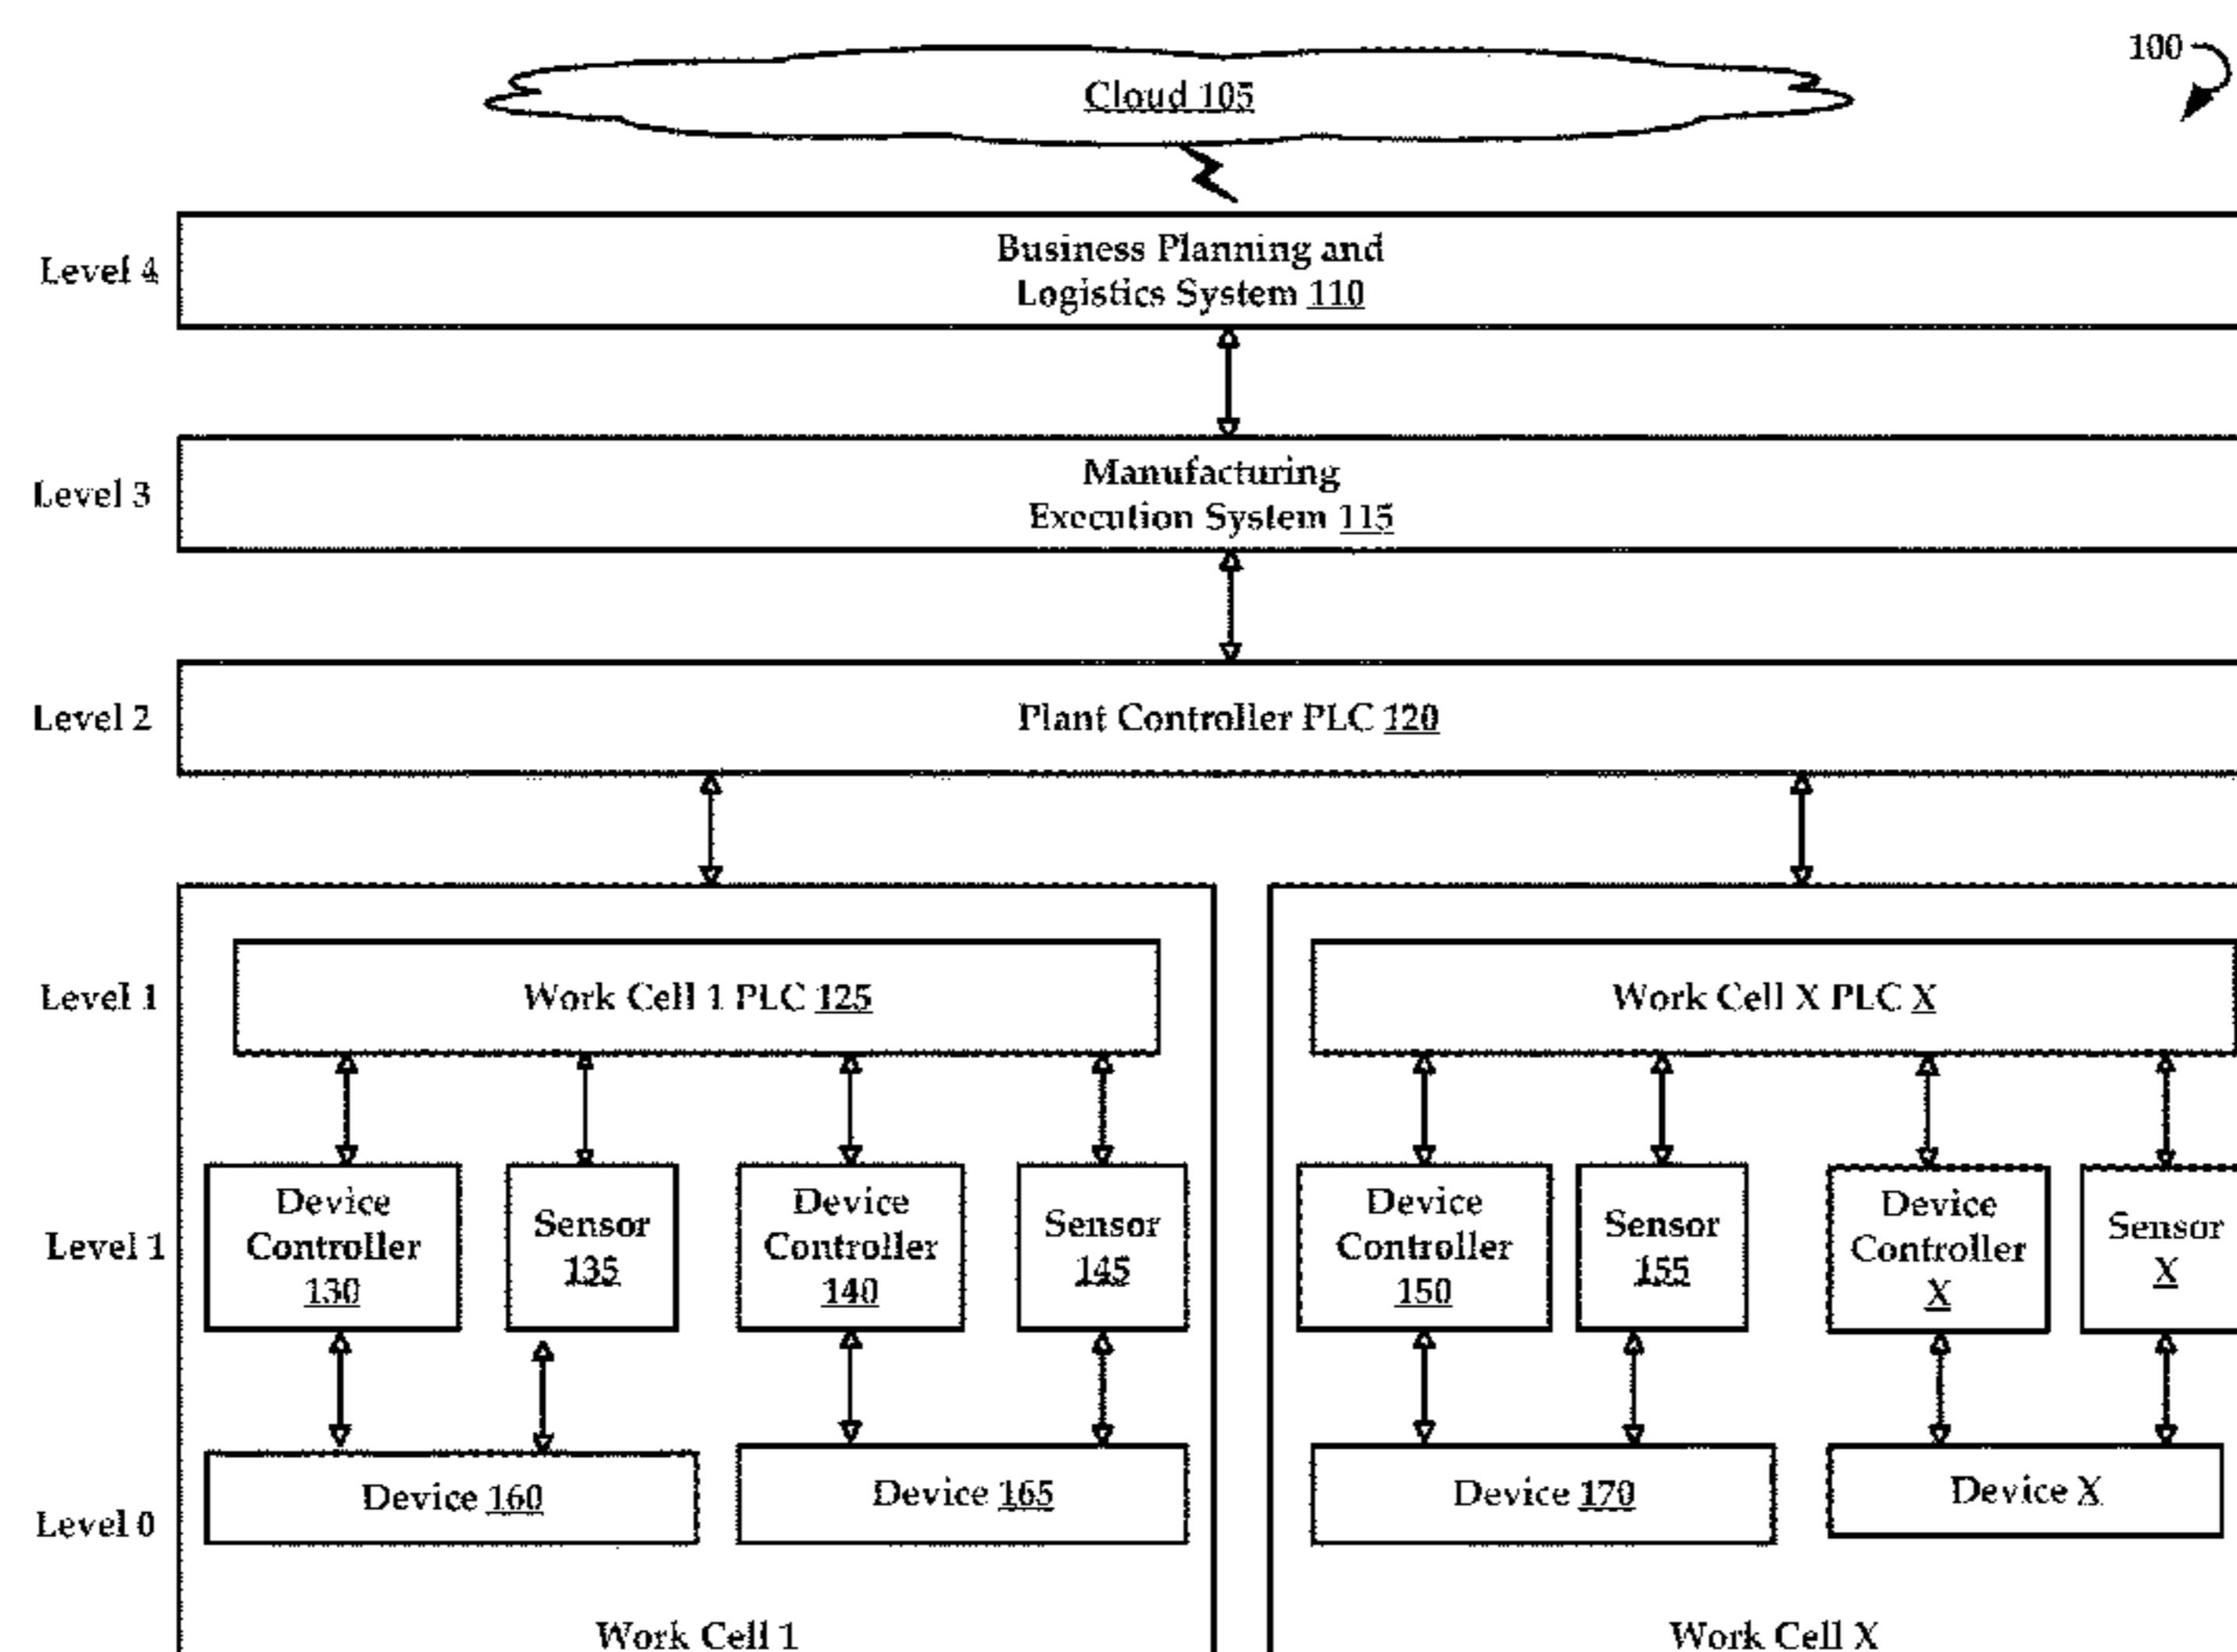 100
Cloud 105
Level 4
Business Planning and
Logistics System 110
Level 3
Manufacturing
Execution System 115
Level 2
Plant Controller PLC 120
Level 1
Work Cell 1 PLC 125
Work Cell X PLC X
Level 1
Device
Controller
130
Sensor
135
Device
Controller
140
Sensor
145
Device
Controller
150
Sensor
155
Device
Controller
X
Sensor
X
Level 0
Device 160
Device 165
Device 170
Device X
Work Cell 1
Work Cell X